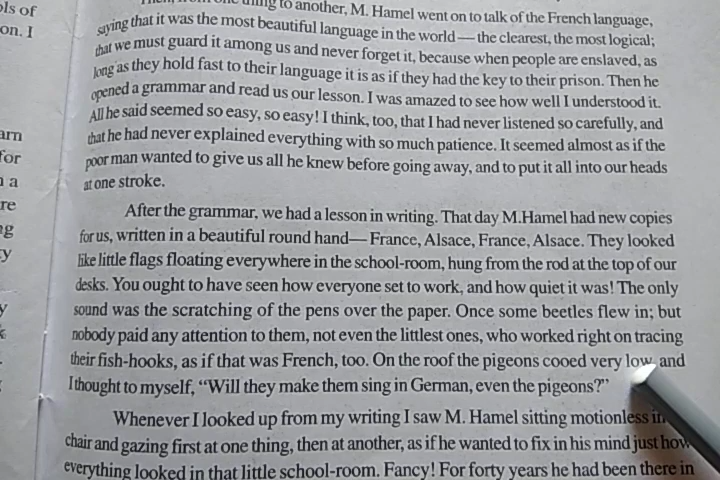 ols of
on. I
arn
for
n a
re
ng
ty
thing to another, M. Hamel went on to talk of the French language,
saying that it was the most beautiful language in the world — the clearest, the most logical;
that we must guard it among us and never forget it, because when people are enslaved, as
long as they hold fast to their language it is as if they had the key to their prison. Then he
opened a grammar and read us our lesson. I was amazed to see how well I understood it.
All he said seemed so easy, so easy! I think, too, that I had never listened so carefully, and
that he had never explained everything with so much patience. It seemed almost as if the
poor man wanted to give us all he knew before going away, and to put it all into our heads
at one stroke.
After the grammar, we had a lesson in writing. That day M.Hamel had new copies
for us, written in a beautiful round hand— France, Alsace, France, Alsace. They looked
like little flags floating everywhere in the school-room, hung from the rod at the top of our
desks. You ought to have seen how everyone set to work, and how quiet it was! The only
sound was the scratching of the pens over the paper. Once some beetles flew in; but
nobody paid any attention to them, not even the littlest ones, who worked right on tracing
their fish-hooks, as if that was French, too. On the roof the pigeons cooed very low, and
I thought to myself, “Will they make them sing in German, even the pigeons?”
Whenever I looked up from my writing I saw M. Hamel sitting motionless in
chair and gazing first at one thing, then at another, as if he wanted to fix in his mind just how
everything looked in that little school-room. Fancy! For forty years he had been there in